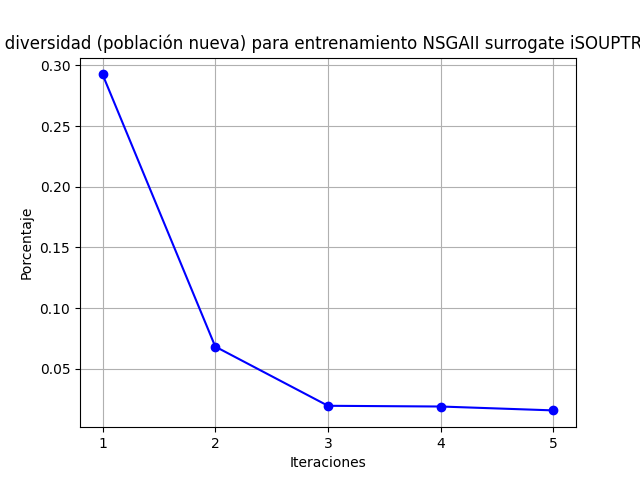 diversidad (población nueva) para entrenamiento NSGAII surrogate iSOUPTR
0.30
0.25
0.20
0.15
0.10
0.05
Porcentaje
1 2 3 4 5
Iteraciones